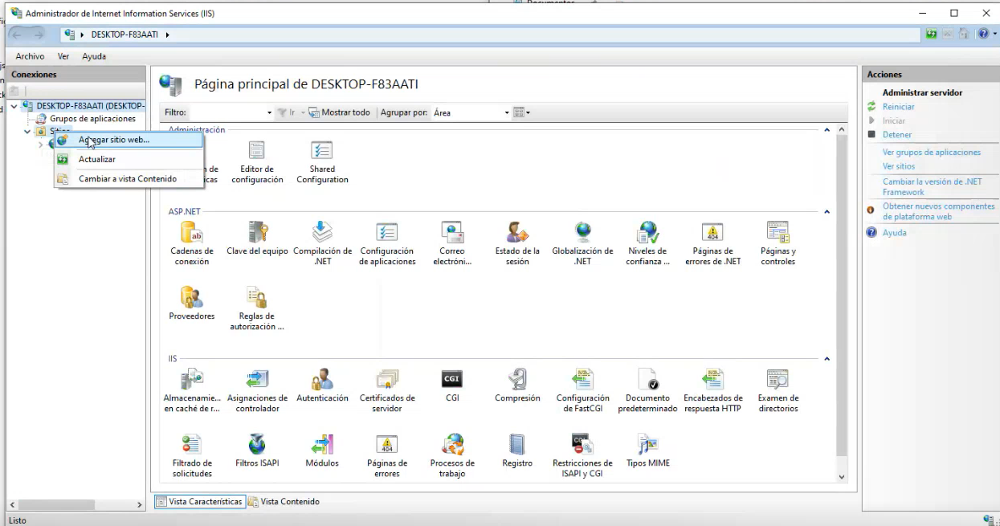 Documentos
Administrador de Internet Information Services (IIS)
DESKTOP-F83AATI
Archivo Ver Ayuda
Conexiones
DESKTOP-F83AATI (DESKTOP-
Grupos de aplicaciones
Sitios
Agregar sitio web...
Actualizar
Cambiar a vista Contenido
Página principal de DESKTOP-F83AATI
Filtro: Ir Mostrar todo Agrupar por: Área
Administración
de
icas
Editor de
configuración
Shared
Configuration
ASP.NET
Cadenas de
conexión
Clave del equipo
Compilación de
.NET
Configuración
de aplicaciones
Correo
electróni...
Estado de la
sesión
Globalización de
.NET
Niveles de
confianza ...
Páginas de
errores de .NET
Páginas y
controles
Proveedores
Reglas de
autorización ...
IIS
Almacenamie...
en caché de r...
Asignaciones de
controlador
Autenticación
Certificados de
servidor
CGI
CGI
Compresión
Configuración
de FastCGI
Documento
predeterminado
Encabezados de
respuesta HTTP
Examen de
directorios
Filtrado de
solicitudes
Filtros ISAPI
Módulos
Páginas de
errores
Procesos de
trabajo
Registro
Restricciones de
ISAPI y CGI
Tipos MIME
Vista Características Vista Contenido
Acciones
Administrar servidor
Reiniciar
Iniciar
Detener
Ver grupos de aplicaciones
Ver sitios
Cambiar la versión de .NET
Framework
Obtener nuevos componentes
de plataforma web
Ayuda
Listo